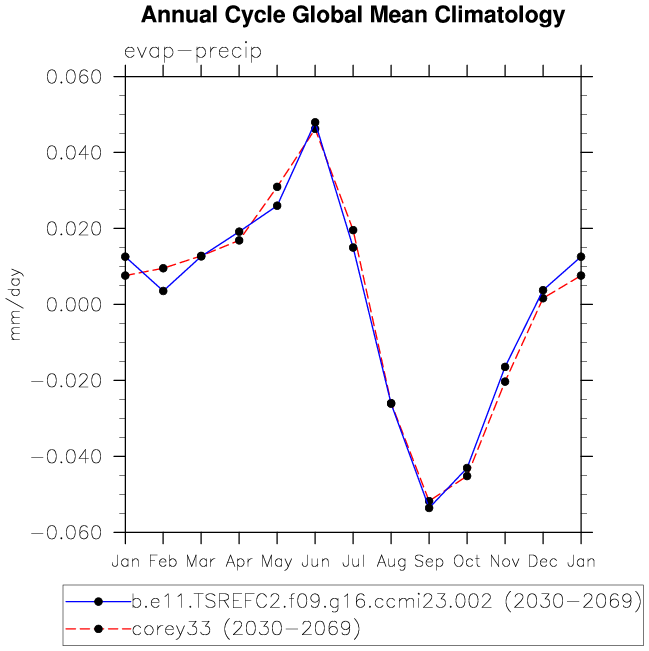 Annual Cycle Global Mean Climatology
evap-precip
0.060
0.040
0.020
0.000
-0.020
-0.040
-0.060
mm/day
Jan Feb Mar Apr May Jun Jul Aug Sep Oct Nov Dec Jan
b.e11.TSREFC2.f09.g16.ccmi23.002 (2030-2069)
corey33 (2030-2069)